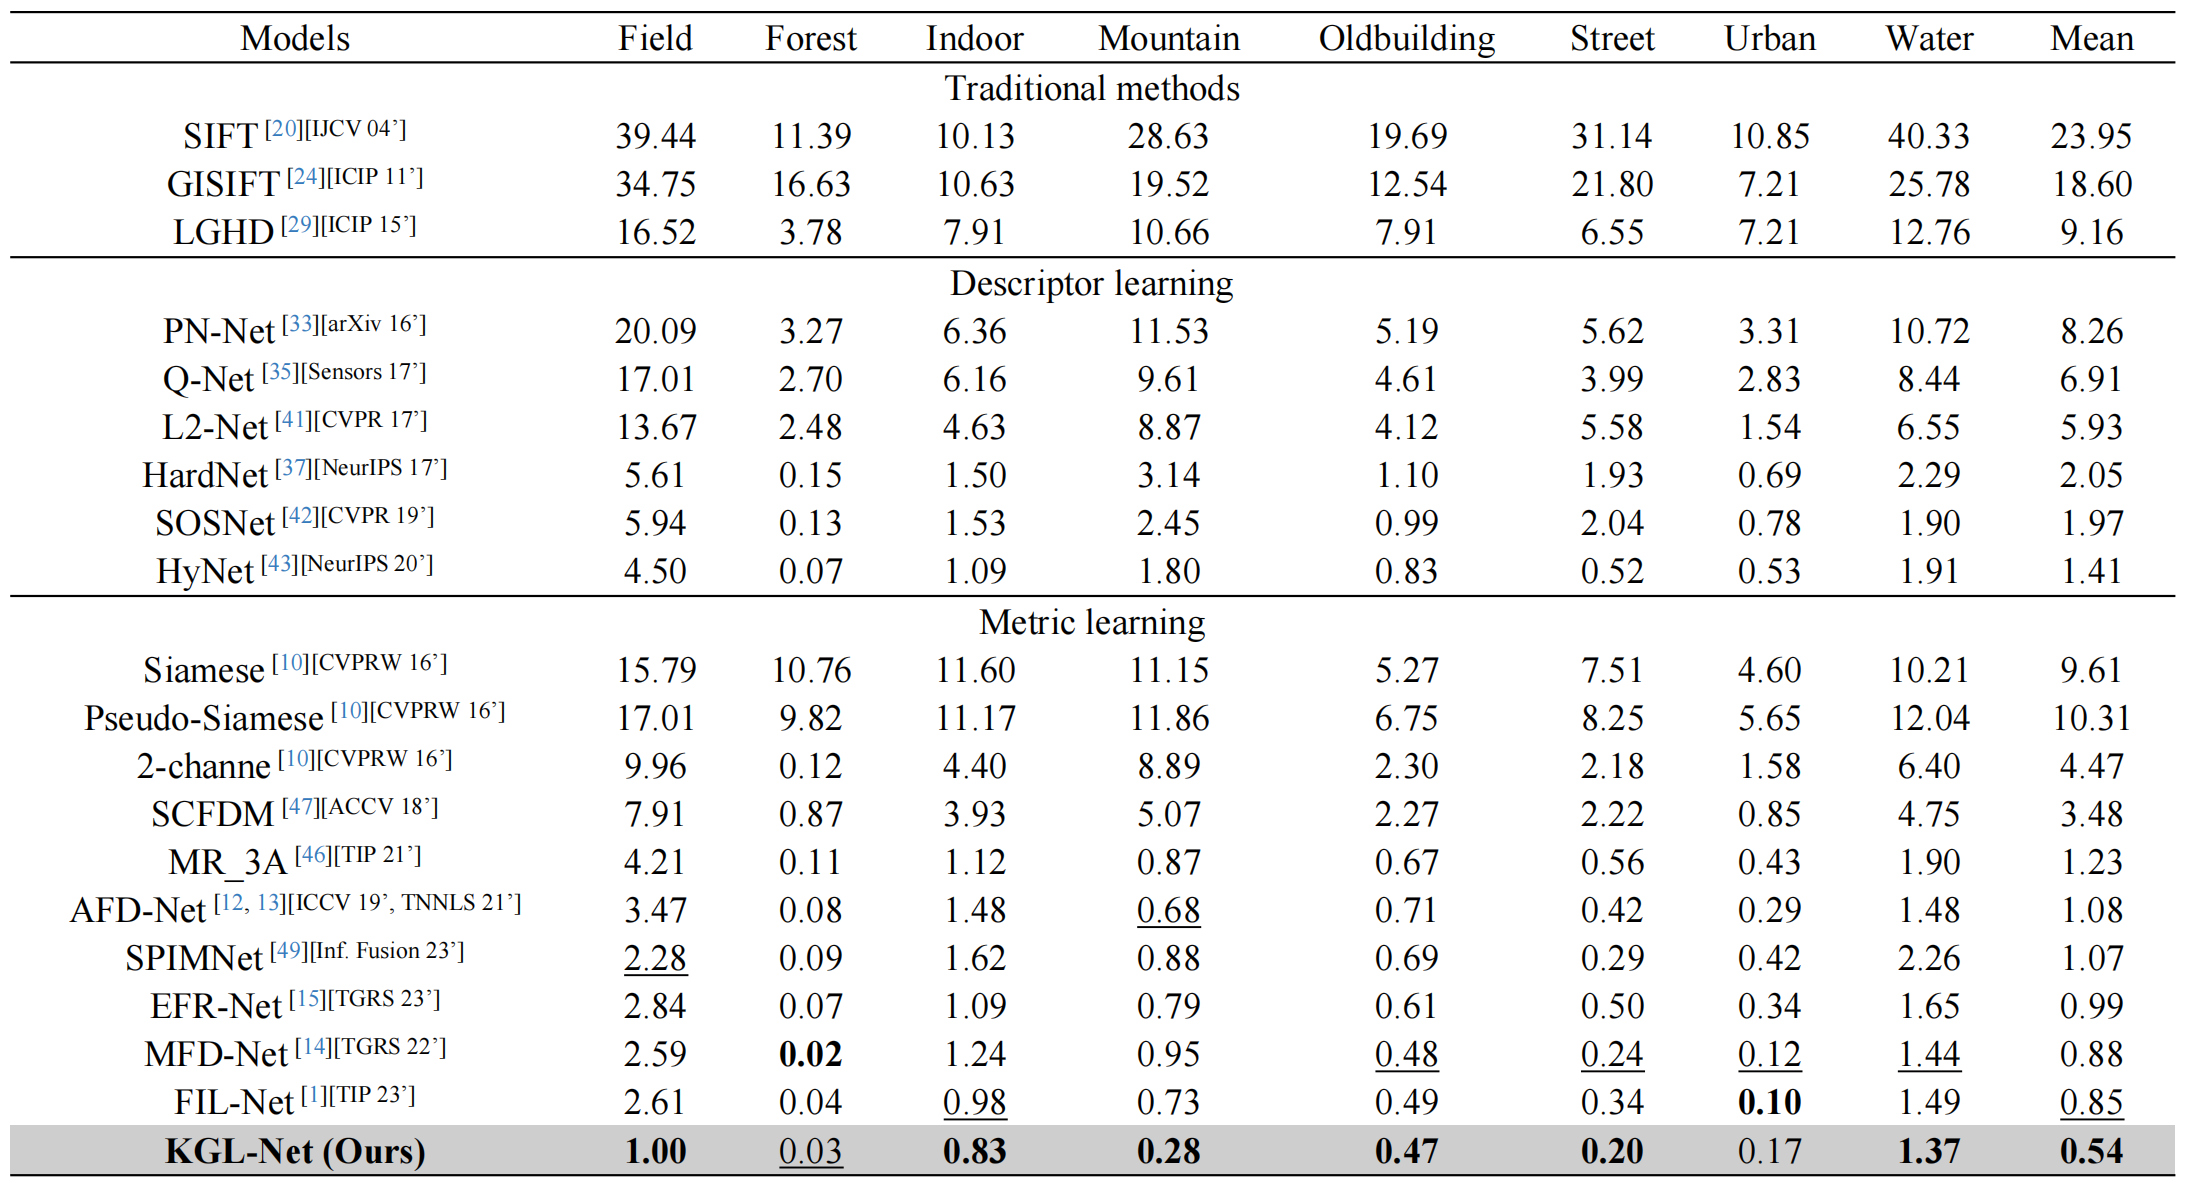 Models Field Forest Indoor Mountain Oldbuilding Street Urban Water Mean
Traditional methods
SIFT [20][IJCV 04’] 39.44 11.39 10.13 28.63 19.69 31.14 10.85 40.33 23.95
GISIFT [24][ICIP 11’] 34.75 16.63 10.63 19.52 12.54 21.80 7.21 25.78 18.60
LGHD [29][ICIP 15’] 16.52 3.78 7.91 10.66 7.91 6.55 7.21 12.76 9.16
Descriptor learning
PN-Net [33][arXiv 16’] 20.09 3.27 6.36 11.53 5.19 5.62 3.31 10.72 8.26
Q-Net [35][Sensors 17’] 17.01 2.70 6.16 9.61 4.61 3.99 2.83 8.44 6.91
L2-Net [41][CVPR 17’] 13.67 2.48 4.63 8.87 4.12 5.58 1.54 6.55 5.93
HardNet [37][NeurIPS 17’] 5.61 0.15 1.50 3.14 1.10 1.93 0.69 2.29 2.05
SOSNet [42][CVPR 19’] 5.94 0.13 1.53 2.45 0.99 2.04 0.78 1.90 1.97
HyNet [43][NeurIPS 20’] 4.50 0.07 1.09 1.80 0.83 0.52 0.53 1.91 1.41
Metric learning
Siamese [10][CVPRW 16’] 15.79 10.76 11.60 11.15 5.27 7.51 4.60 10.21 9.61
Pseudo-Siamese [10][CVPRW 16’] 17.01 9.82 11.17 11.86 6.75 8.25 5.65 12.04 10.31
2-channe [10][CVPRW 16’] 9.96 0.12 4.40 8.89 2.30 2.18 1.58 6.40 4.47
SCFDM [47][ACCV 18’] 7.91 0.87 3.93 5.07 2.27 2.22 0.85 4.75 3.48
MR_3A [46][TIP 21’] 4.21 0.11 1.12 0.87 0.67 0.56 0.43 1.90 1.23
AFD-Net [12, 13][ICCV 19’, TNNLS 21’] 3.47 0.08 1.48 0.68 0.71 0.42 0.29 1.48 1.08
SPIMNet [49][Inf. Fusion 23’] 2.28 0.09 1.62 0.88 0.69 0.29 0.42 2.26 1.07
EFR-Net [15][TGRS 23’] 2.84 0.07 1.09 0.79 0.61 0.50 0.34 1.65 0.99
MFD-Net [14][TGRS 22’] 2.59 0.02 1.24 0.95 0.48 0.24 0.12 1.44 0.88
FIL-Net [1][TIP 23’] 2.61 0.04 0.98 0.73 0.49 0.34 0.10 1.49 0.85
KGL-Net (Ours) 1.00 0.03 0.83 0.28 0.47 0.20 0.17 1.37 0.54